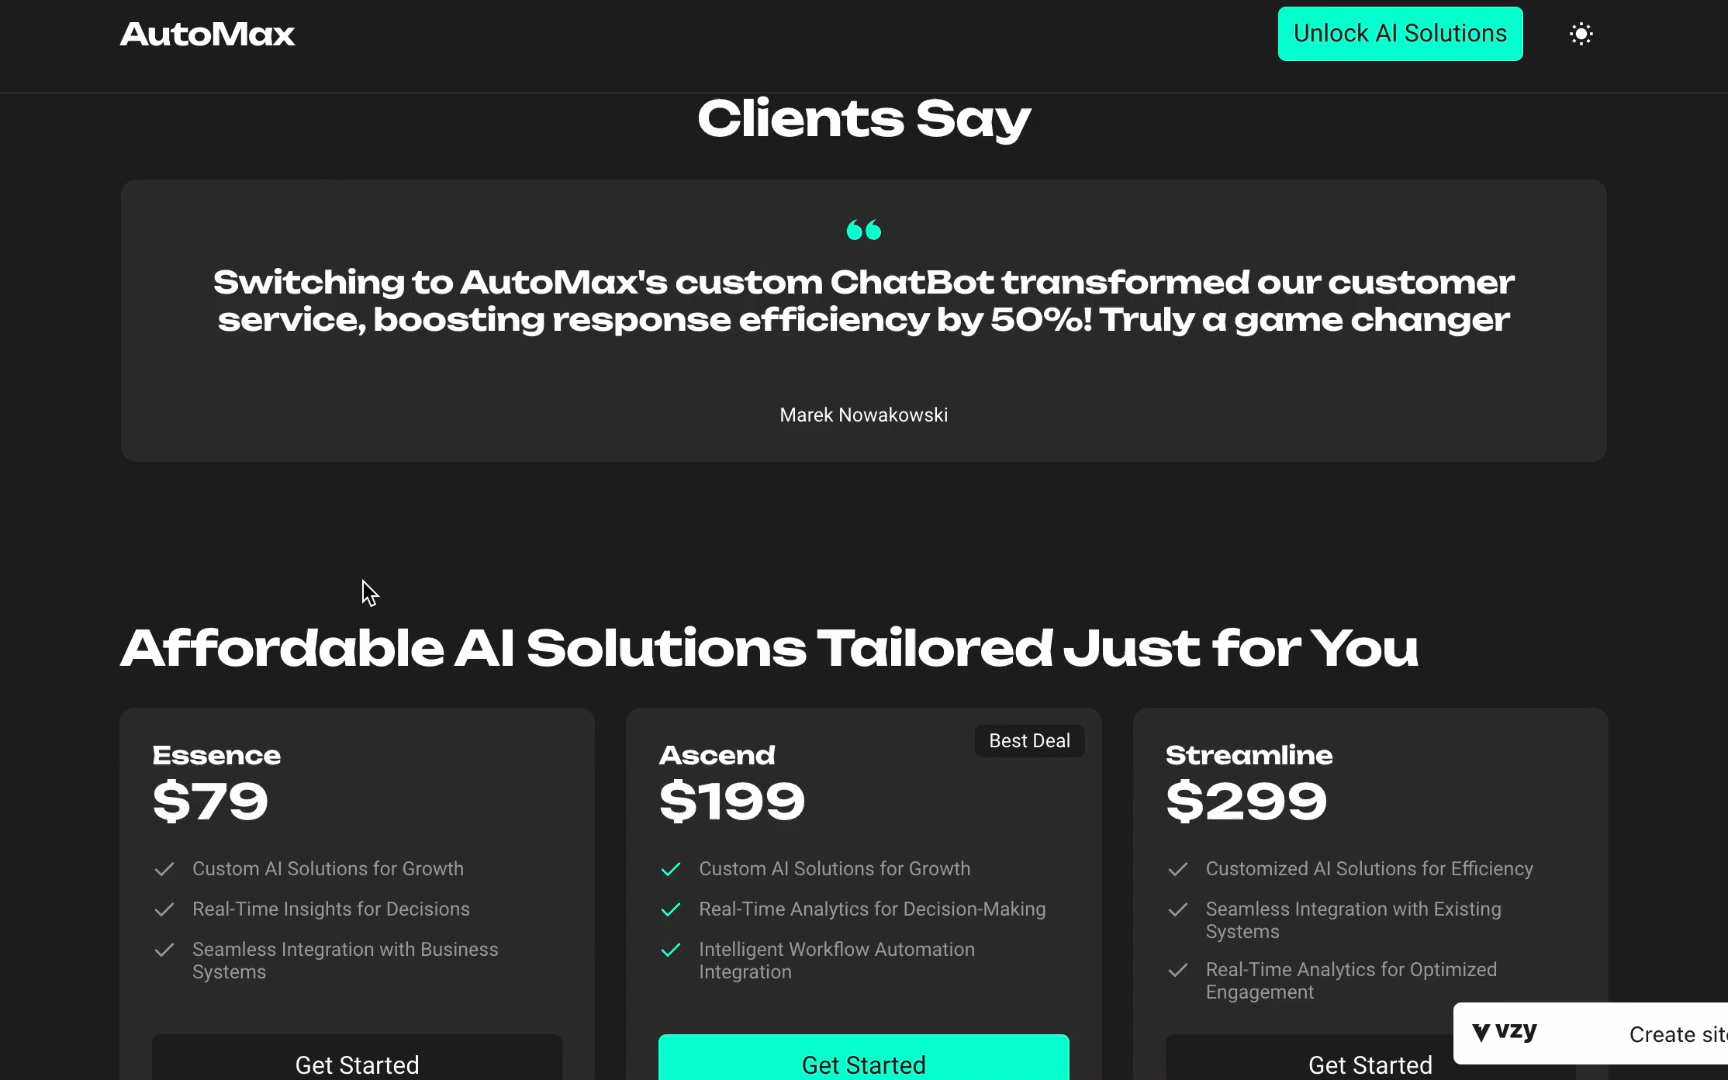 AutoMax
Unlock AI Solutions
Clients Say
Switching to AutoMax's custom ChatBot transformed our customer
service, boosting response efficiency by 50%! Truly a game changer
Marek Nowakowski
Affordable AI Solutions Tailored Just for You
Essence
$79
Custom AI Solutions for Growth
Real-Time Insights for Decisions
Seamless Integration with Business
Systems
Get Started
Best Deal
Ascend
$199
Custom AI Solutions for Growth
Real-Time Analytics for Decision-Making
Intelligent Workflow Automation
Integration
Get Started
Streamline
$299
Customized AI Solutions for Efficiency
Seamless Integration with Existing
Systems
Real-Time Analytics for Optimized
Engagement
Get Started
vzy
Create